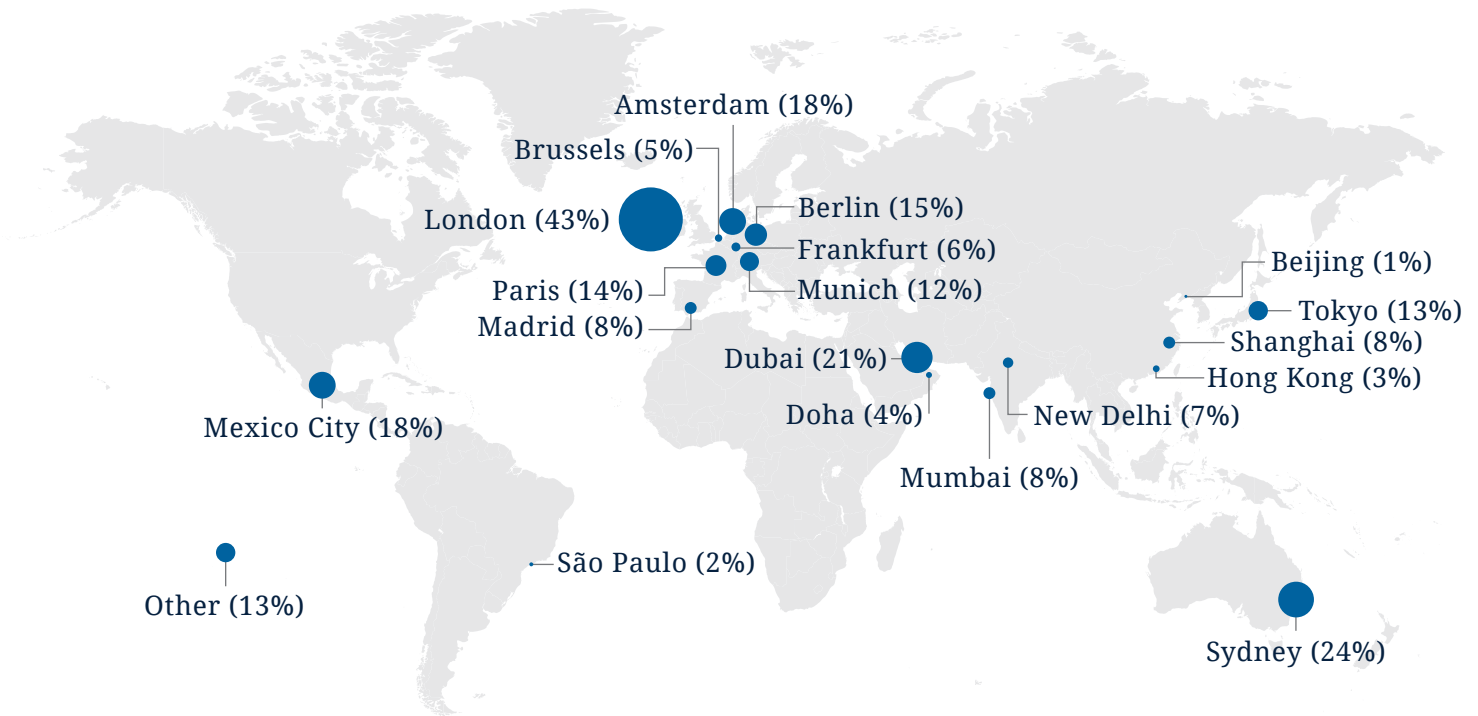 Amsterdam (18%)
Brussels (5%)
Berlin (15%)
London (43%)
Frankfurt (6%)
Beijing (1%)
Paris (14%)
Munich (12%)
Tokyo (13%)
Madrid (8%)
Shanghai (8%)
Dubai (21%)
Hong Kong (3%)
Doha (4%)
New Delhi (7%)
Mexico City (18%)
Mumbai (8%)
São Paulo (2%)
Other (13%)
Sydney (24%)